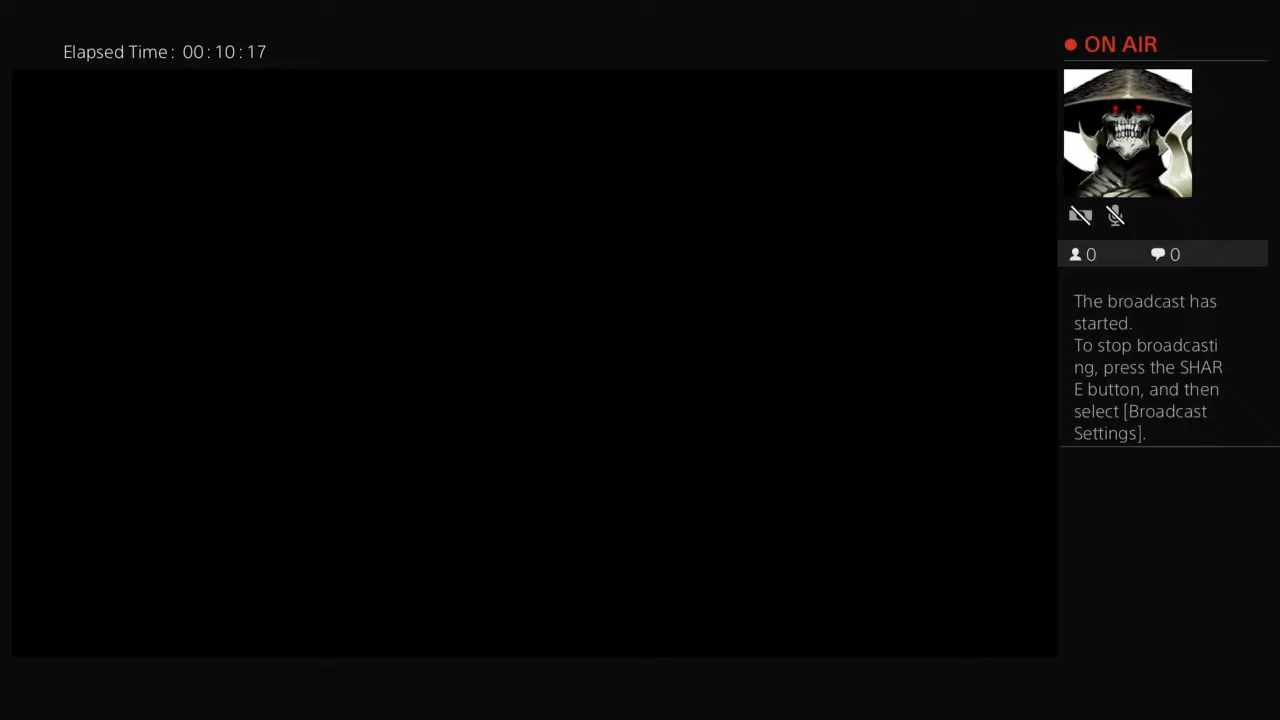 Elapsed Time: 00:10:17
ON AIR
0 0
The broadcast has
started.
To stop broadcasti
ng, press the SHAR
E button, and then
select [Broadcast
Settings].